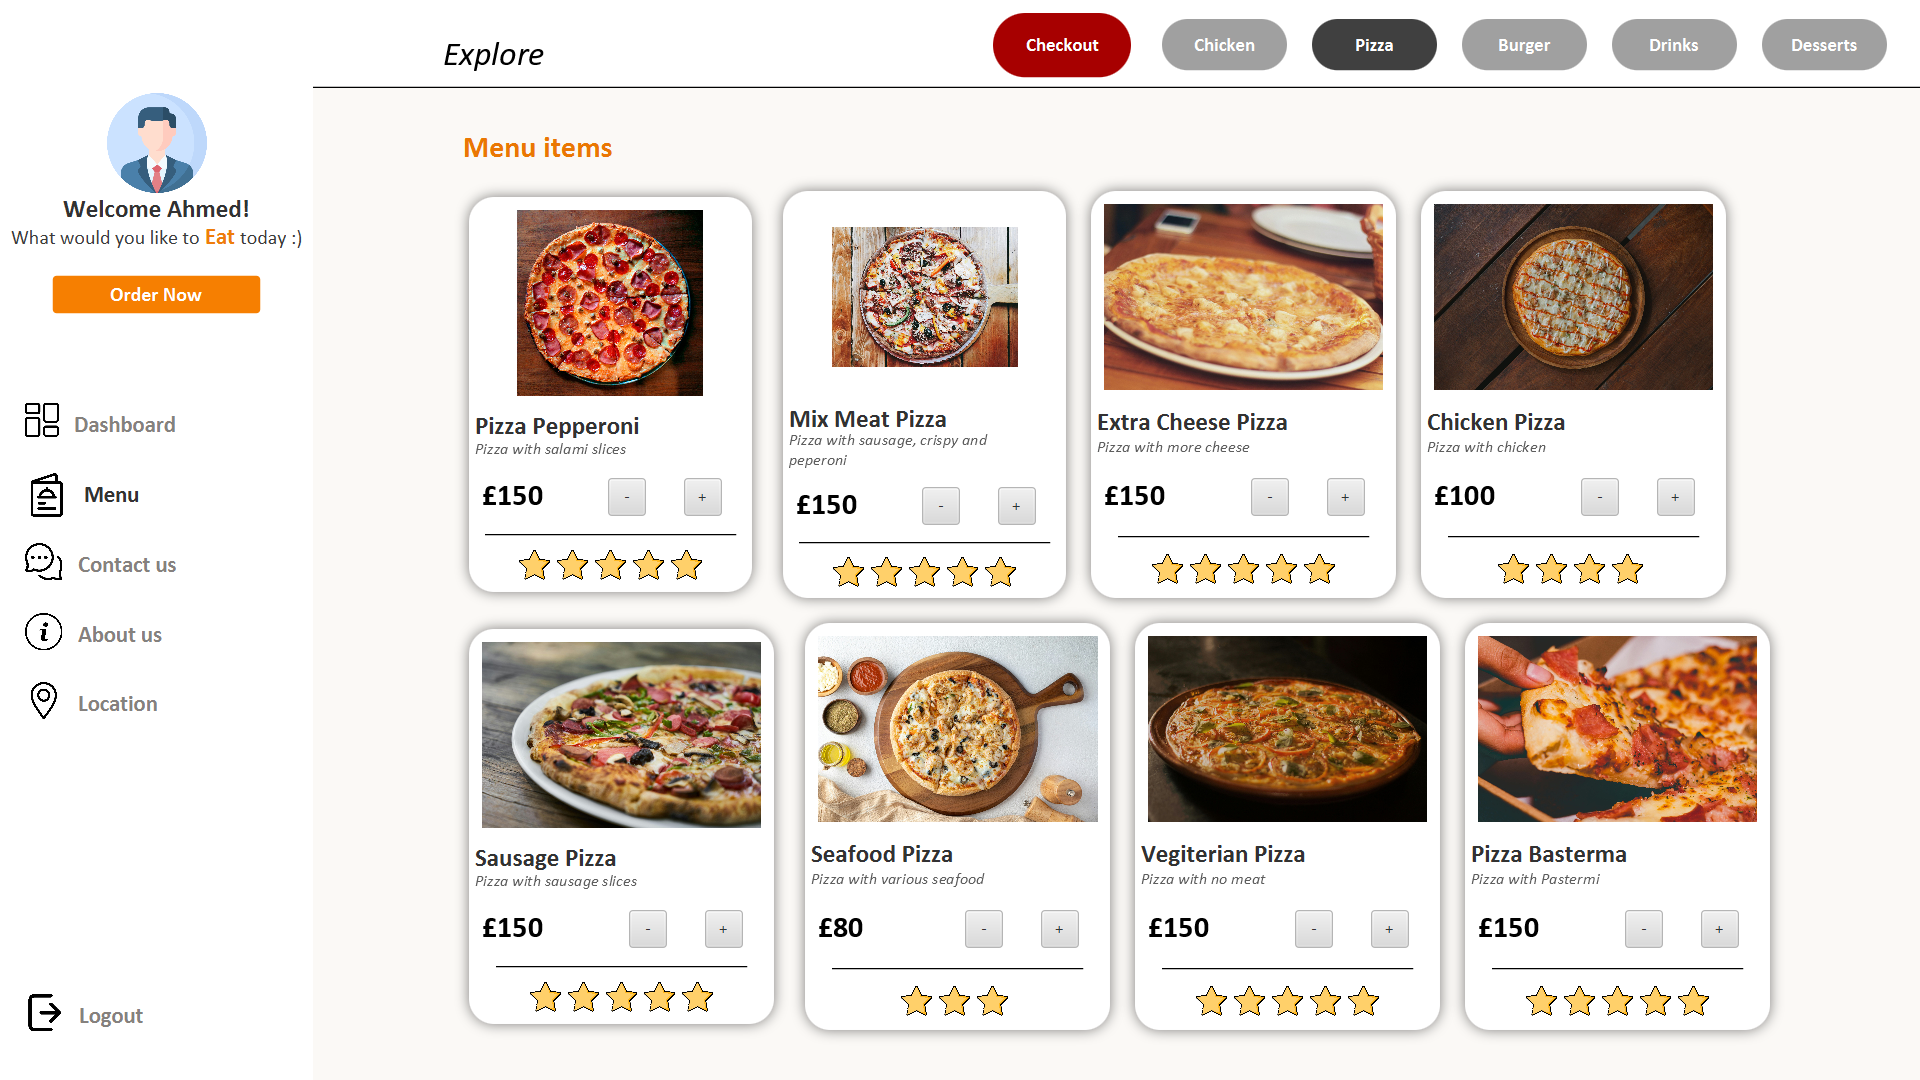 Explore
Checkout
Chicken
Pizza
Burger
Drinks
Desserts
Welcome Ahmed!
What would you like to Eat today :)
Order Now
Dashboard
Menu
Contact us
About us
Location
Logout
Menu items
Pizza Pepperoni
Pizza with salami slices
£150 - +
Mix Meat Pizza
Pizza with sausage, crispy and
peperoni
£150 - +
Extra Cheese Pizza
Pizza with more cheese
£150 - +
Chicken Pizza
Pizza with chicken
£100 - +
Sausage Pizza
Pizza with sausage slices
£150 - +
Seafood Pizza
Pizza with various seafood
£80 - +
Vegiterian Pizza
Pizza with no meat
£150 - +
Pizza Basterma
Pizza with Pastermi
£150 - +